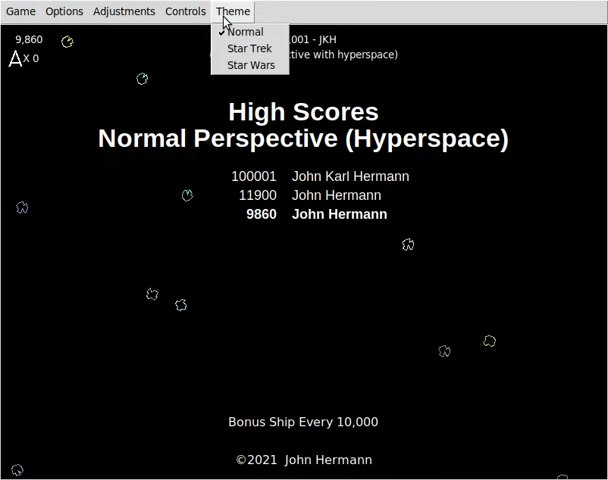 Game Options Adjustments Controls Theme
✓ Normal
Star Trek
Star Wars
9,860
X 0
001 - JKH
ctive with hyperspace)
High Scores
Normal Perspective (Hyperspace)
100001 John Karl Hermann
11900 John Hermann
9860 John Hermann
Bonus Ship Every 10,000
©2021 John Hermann